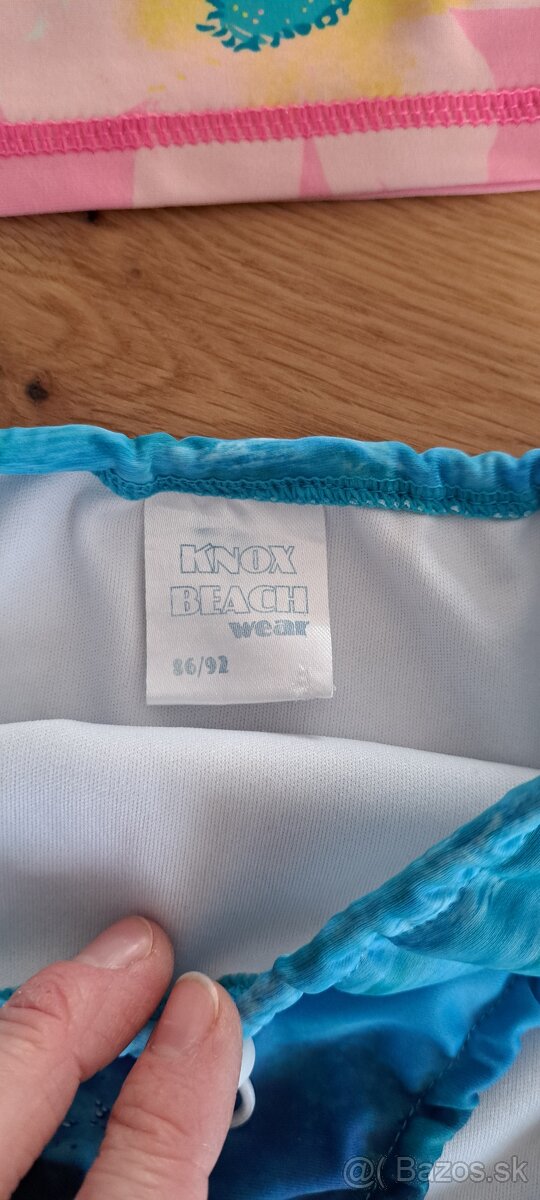 KNOX
BEACH
wear
86/92
@( Bazos.sk